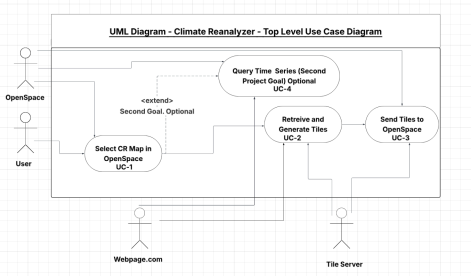 UML Diagram - Climate Reanalyzer - Top Level Use Case Diagram
OpenSpace
Query Time Series (Second
Project Goal) Optional
UC-4
<extend>
Second Goal. Optional
User
Select CR Map in
OpenSpace
UC-1
Retreive and
Generate Tiles
UC-2
Send Tiles to
OpenSpace
UC-3
Webpage.com
Tile Server